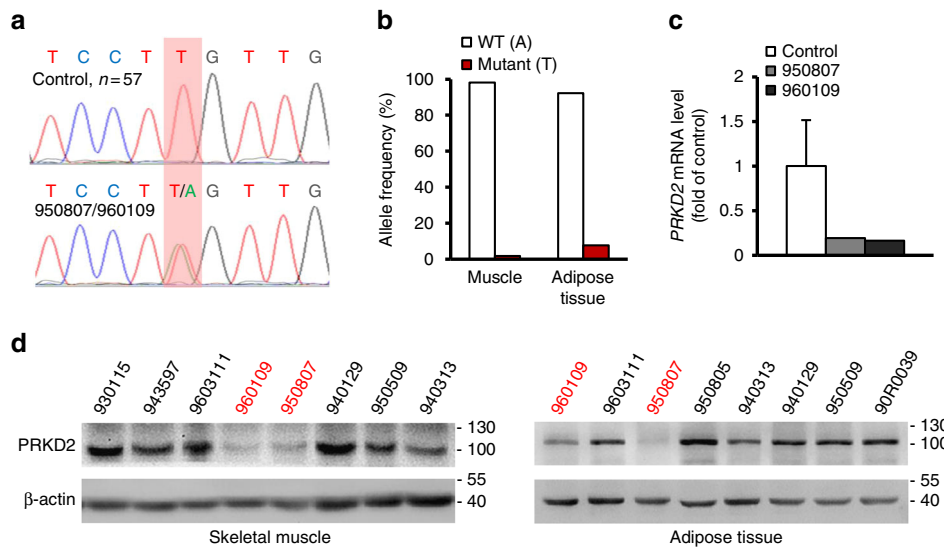 a
T C C T T G T T G
Control, n=57
T C C T T/A G T T G
950807/960109
b
WT (A)
Mutant (T)
Allele frequency (%)
100
80
60
40
20
0
Muscle
Adipose
tissue
c
Control
950807
960109
PRKD2 mRNA level
(fold of control)
2
1.5
1
0.5
0
d
930115 943597 9603111 960109 950807 940129 950509 940313
PRKD2
130
100
β-actin
55
40
Skeletal muscle
960109 9603111 950807 950805 940313 940129 950509 90R0039
130
100
55
40
Adipose tissue